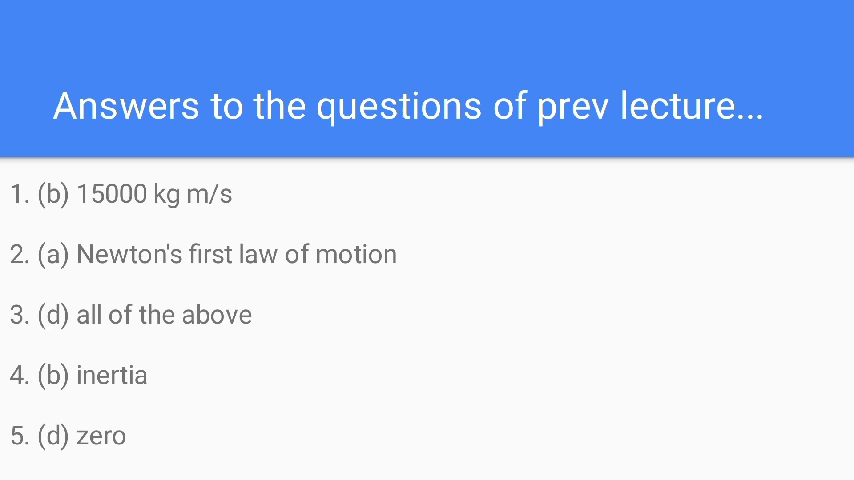 Answers to the questions of prev lecture...
1. (b) 15000 kg m/s
2. (a) Newton's first law of motion
3. (d) all of the above
4. (b) inertia
5. (d) zero